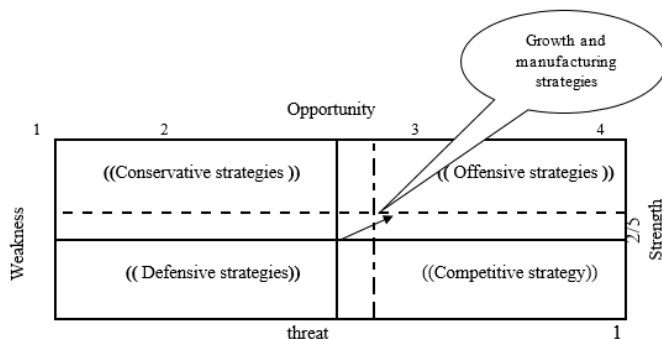 Growth and
manufacturing
strategies
Opportunity
1 2 3 4
((Conservative strategies )) (( Offensive strategies ))
Weakness
2/5
Strength
(( Defensive strategies)) ((Competitive strategy))
threat 1